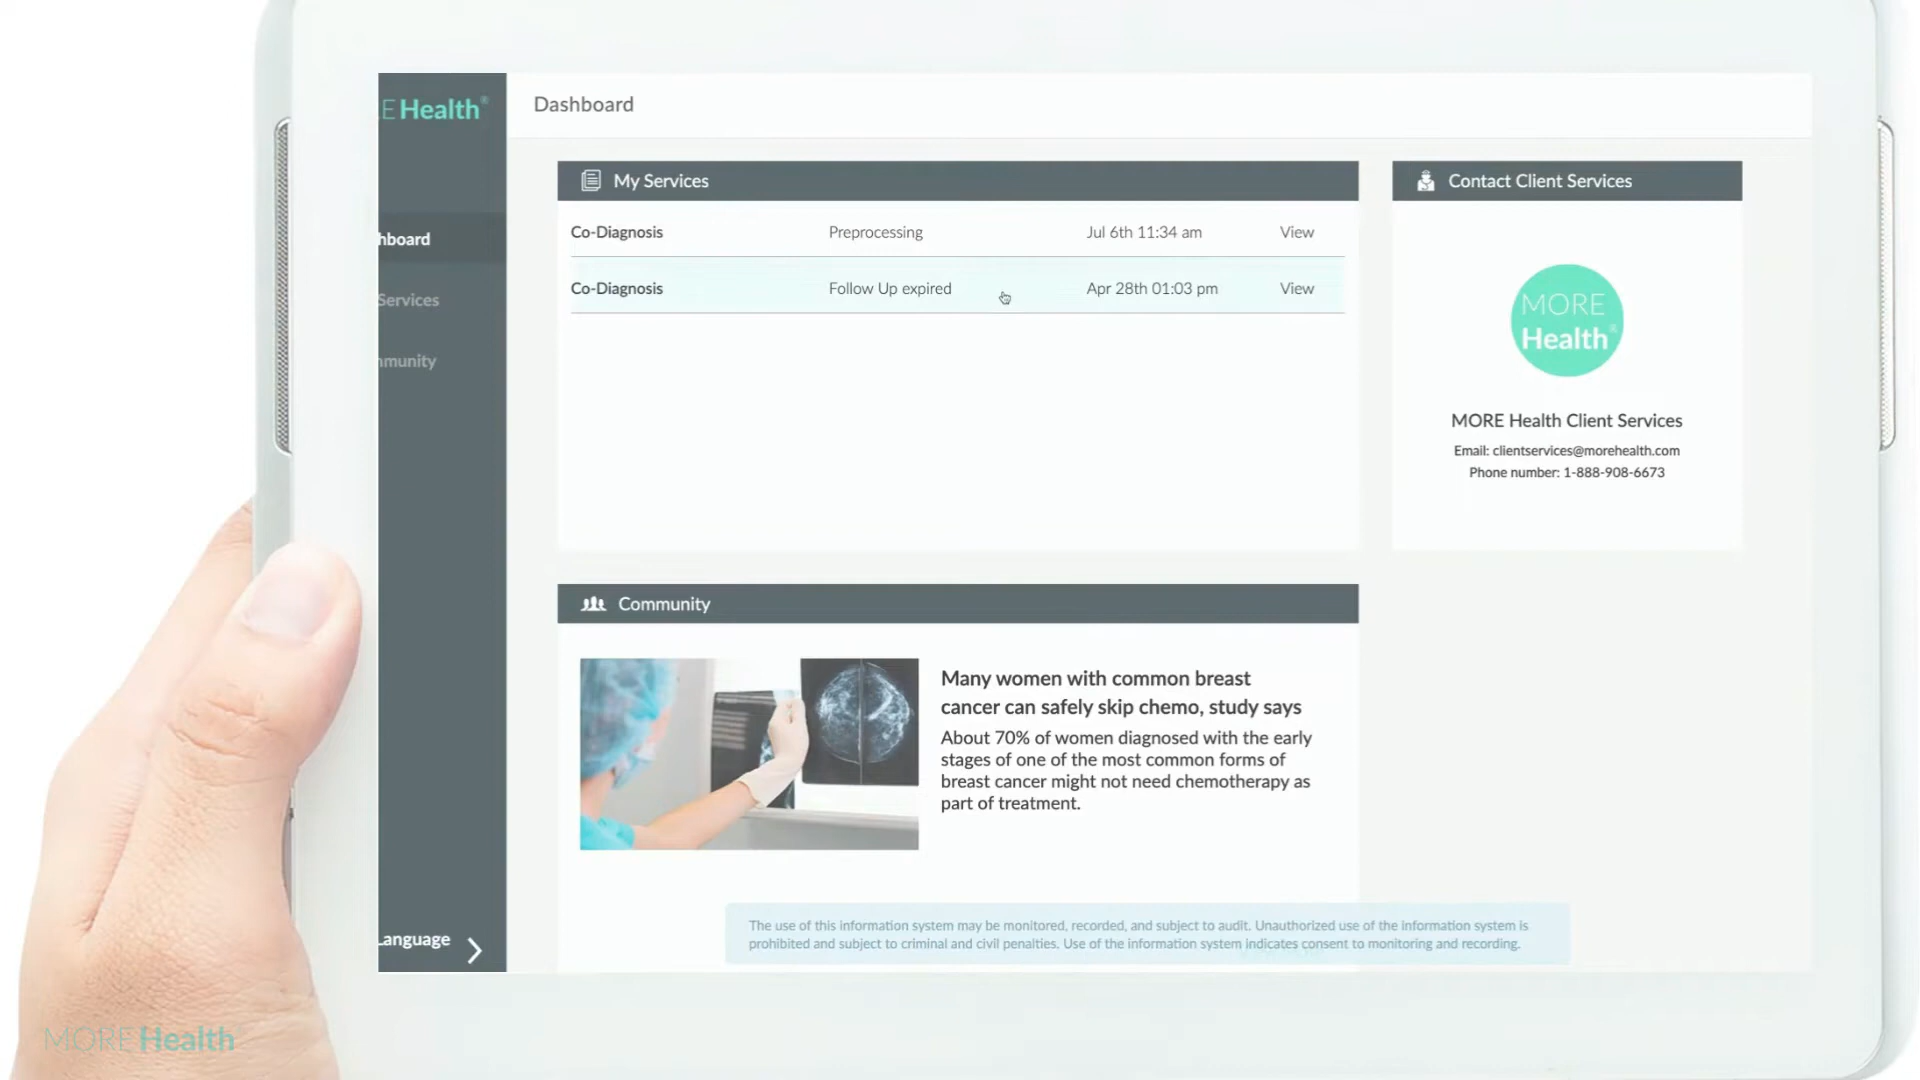 E Health®
Dashboard
hboard
Services
nmunity
Language
My Services
Co-Diagnosis Preprocessing Jul 6th 11:34 am View
Co-Diagnosis Follow Up expired Apr 28th 01:03 pm View
Contact Client Services
MORE
Health®
MORE Health Client Services
Email: clientservices@morehealth.com
Phone number: 1-888-908-6673
Community
Many women with common breast
cancer can safely skip chemo, study says
About 70% of women diagnosed with the early
stages of one of the most common forms of
breast cancer might not need chemotherapy as
part of treatment.
The use of this information system may be monitored, recorded, and subject to audit. Unauthorized use of the information system is
prohibited and subject to criminal and civil penalties. Use of the information system indicates consent to monitoring and recording.
MORE Health